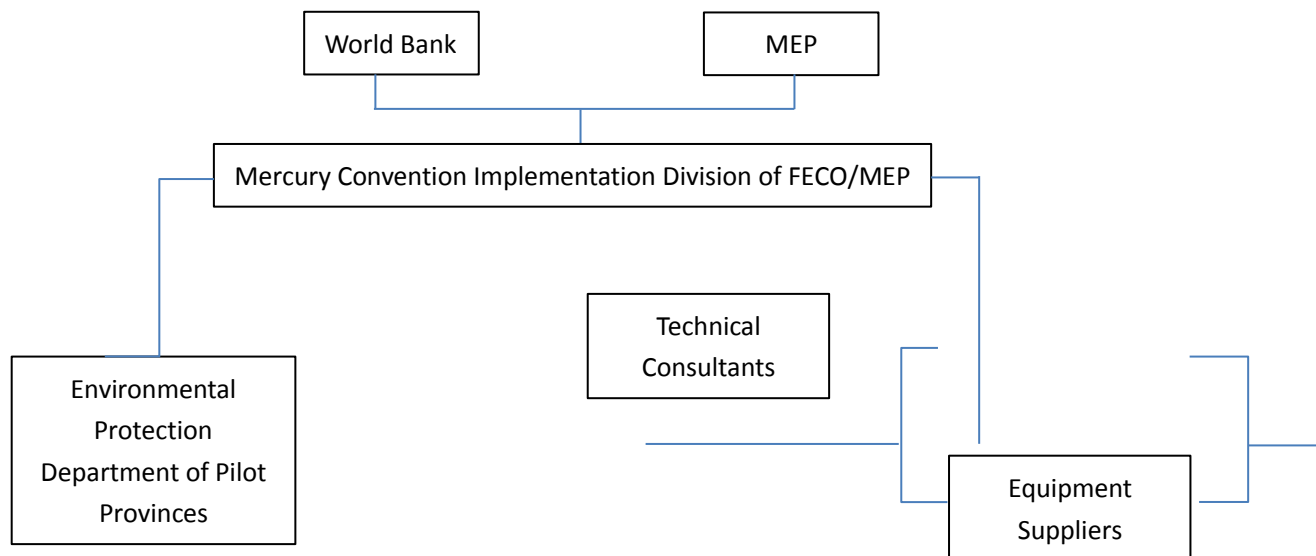 World Bank
MEP
Mercury Convention Implementation Division of FECO/MEP
Technical
Consultants
Environmental
Protection
Department of Pilot
Provinces
Equipment
Suppliers